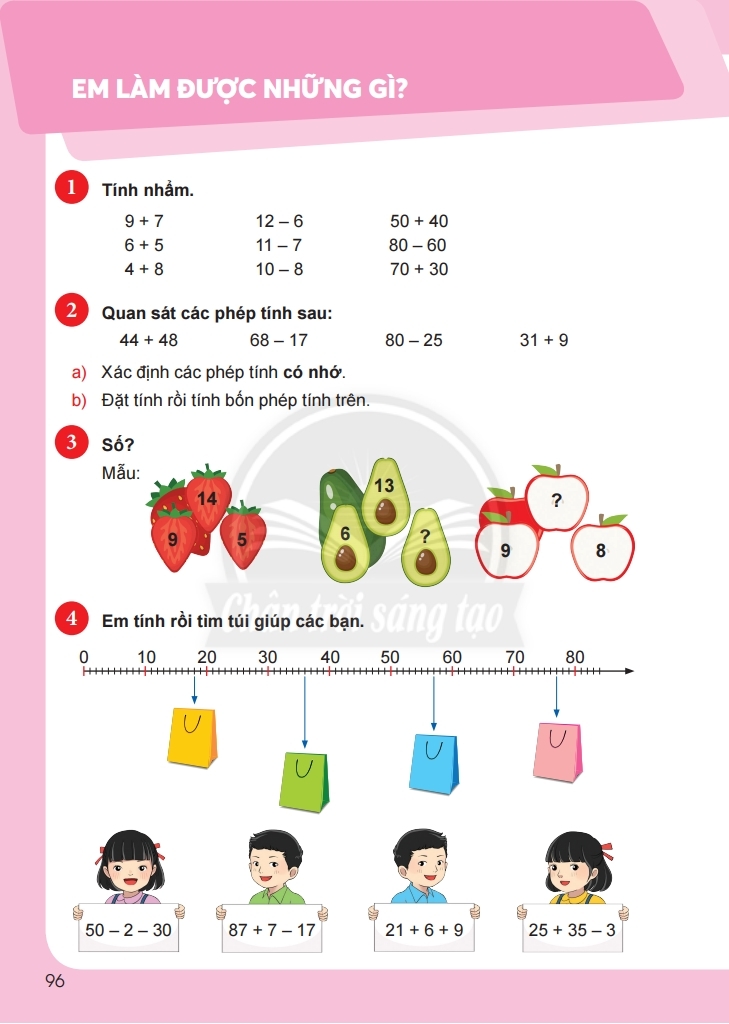 EM LÀM ĐƯỢC NHỮNG GÌ?
1 Tính nhẩm.
9 + 7 12 – 6 50 + 40
6 + 5 11 – 7 80 – 60
4 + 8 10 – 8 70 + 30
2 Quan sát các phép tính sau:
44 + 48 68 – 17 80 – 25 31 + 9
a) Xác định các phép tính có nhớ.
b) Đặt tính rồi tính bốn phép tính trên.
3 Số?
Mẫu:
14 13 ?
9 5 6 ? 9 8
Chân trời sáng tạo
4 Em tính rồi tìm túi giúp các bạn.
0 10 20 30 40 50 60 70 80
50 – 2 – 30 87 + 7 – 17 21 + 6 + 9 25 + 35 – 3
96